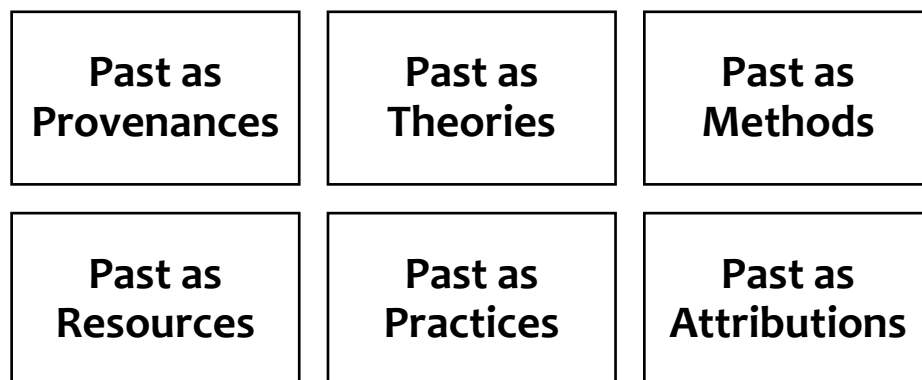 Past as
Provenances
Past as
Theories
Past as
Methods
Past as
Resources
Past as
Practices
Past as
Attributions